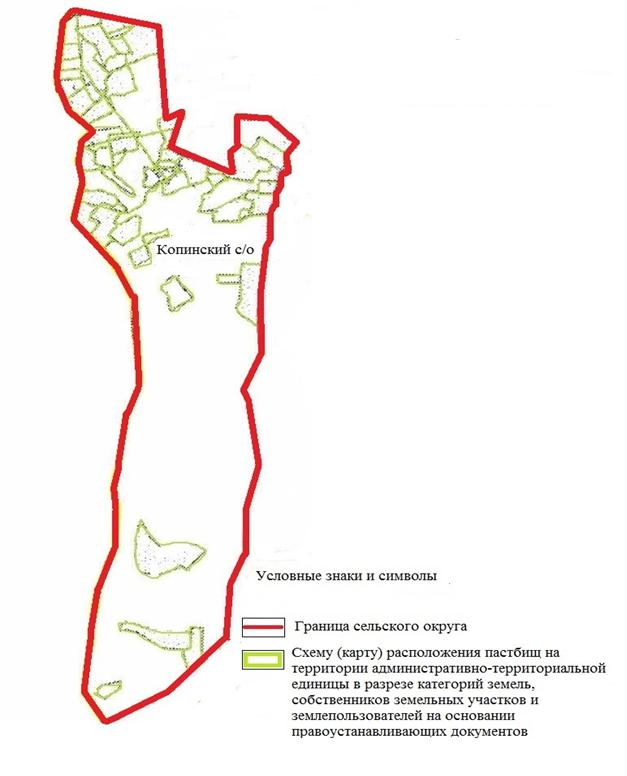 Копинский с/о
Условные знаки и символы
Граница сельского округа
Схему (карту) расположения пастбищ на
территории административно-территориальной
единицы в разрезе категорий земель,
собственников земельных участков и
землепользователей на основании
правоустанавливающих документов